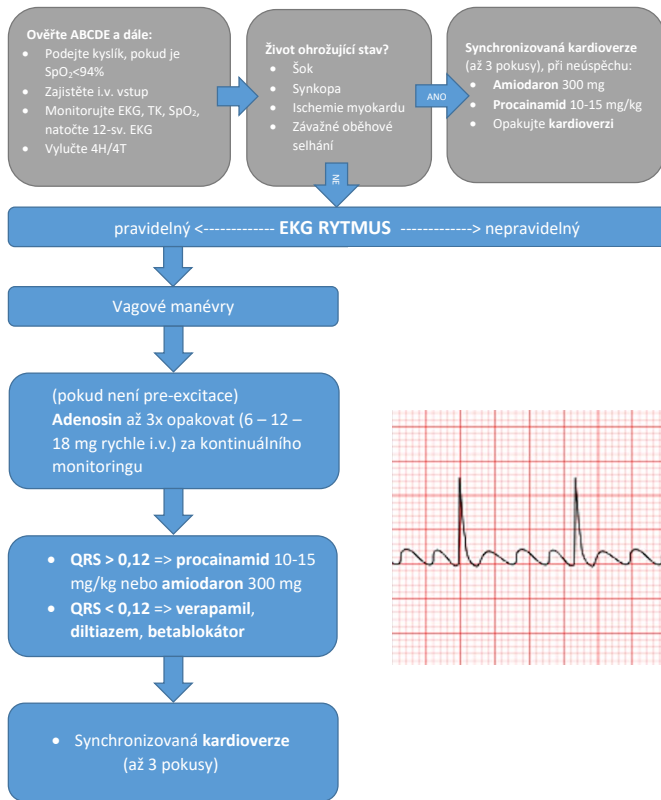 Ověřte ABCDE a dále:
• Podejte kyslík, pokud je
SpO₂<94%
• Zajistěte i.v. vstup
• Monitorujte EKG, TK, SpO₂,
natočte 12-sv. EKG
• Vylučte 4H/4T
Život ohrožující stav?
• Šok
• Synkopa
• Ischemie myokardu
• Závažné oběhové
selhání
ANO
Synchronizovaná kardioverze
(až 3 pokusy), při neúspěchu:
• Amiodaron 300 mg
• Procainamid 10-15 mg/kg
• Opakujte kardioverzi
NE
pravidelný <------------- EKG RYTMUS -------------> nepravidelný
Vagové manévry
(pokud není pre-excitace)
Adenosin až 3x opakovat (6 – 12 –
18 mg rychle i.v.) za kontinuálního
monitoringu
• QRS > 0,12 => procainamid 10-15
mg/kg nebo amiodaron 300 mg
• QRS < 0,12 => verapamil,
diltiazem, betablokátor
• Synchronizovaná kardioverze
(až 3 pokusy)